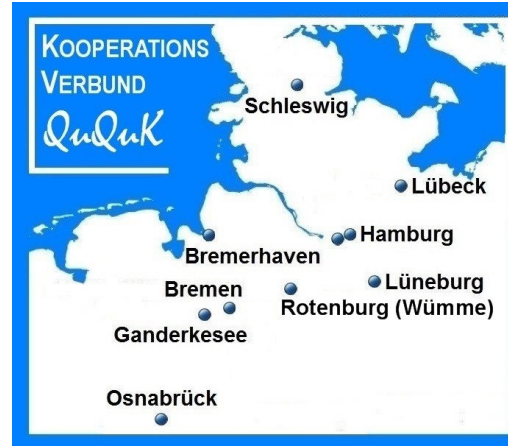 KOOPERATIONS
VERBUND
QuQuK
Schleswig
Lübeck
Hamburg
Bremerhaven
Lüneburg
Bremen
Rotenburg (Wümme)
Ganderkesee
Osnabrück